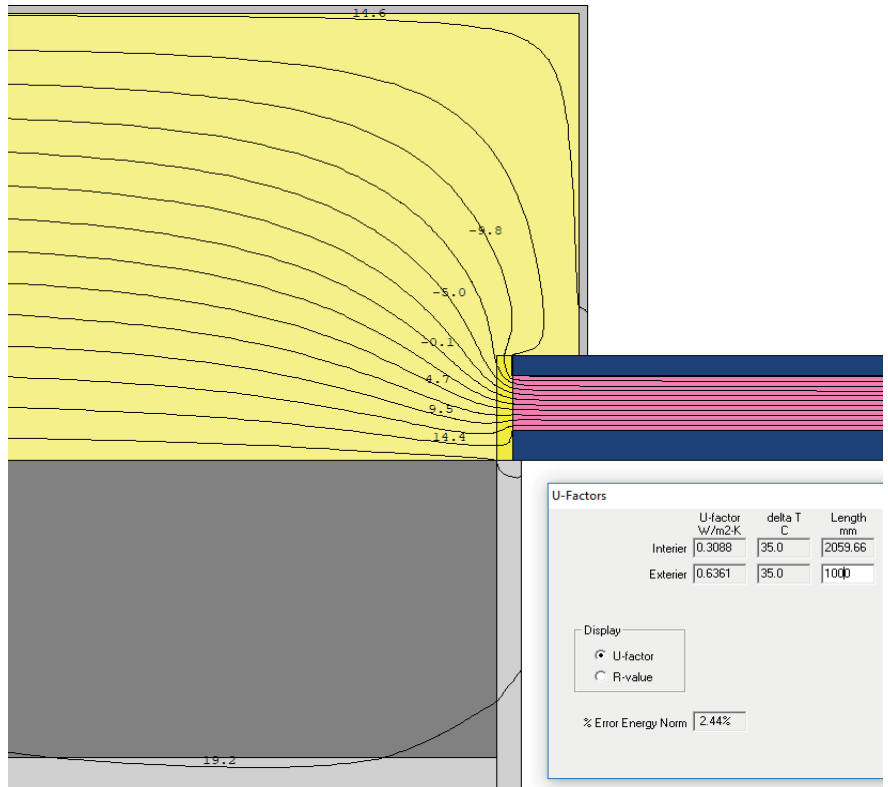 14.6
-9.8
-5.0
-0.1
4.7
9.5
14.4
19.2
U-Factors
U-factor delta T Length
W/m2-K C mm
Interier 0.3088 35.0 2059.66
Exterier 0.6361 35.0 1000
Display
U-factor
R-value
% Error Energy Norm 2.44%